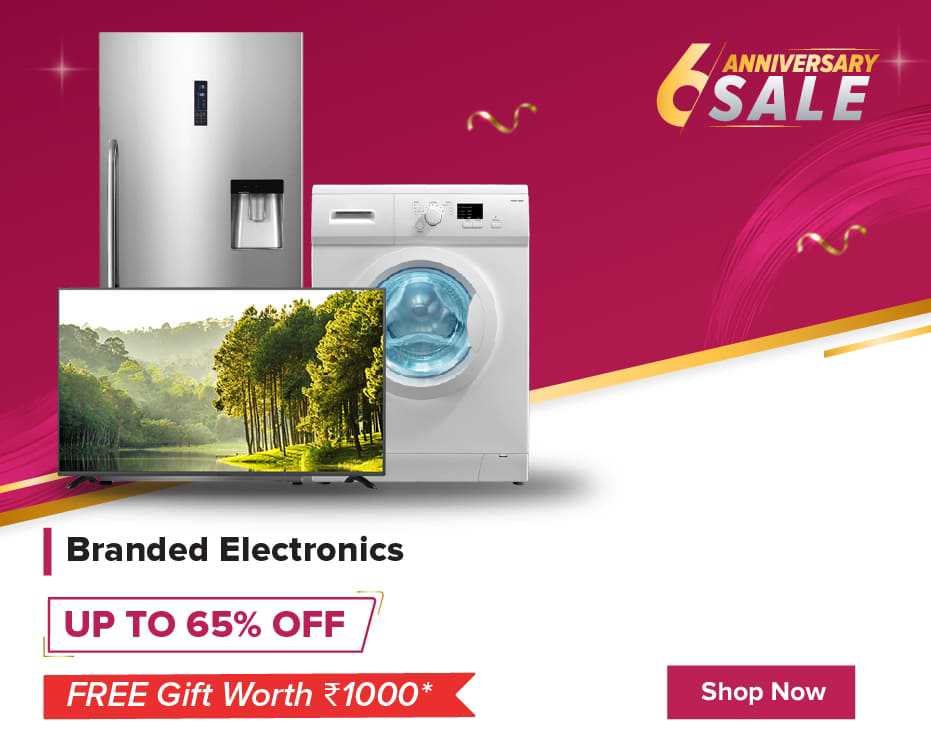 6 ANNIVERSARY
SALE
Branded Electronics
UP TO 65% OFF
FREE Gift Worth ₹1000*
Shop Now